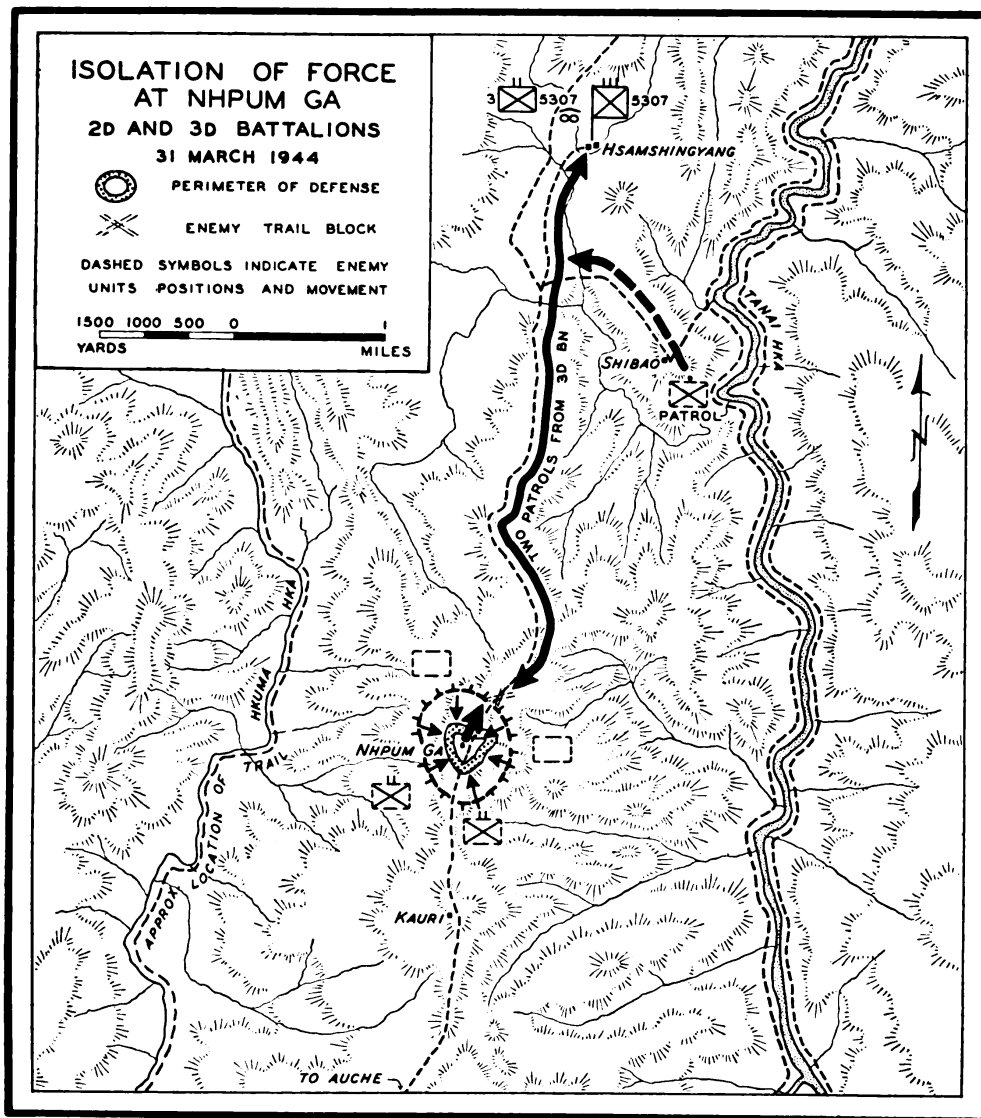 ISOLATION OF FORCE
AT NHPUM GA
2D AND 3D BATTALIONS
31 MARCH 1944
PERIMETER OF DEFENSE
ENEMY TRAIL BLOCK
DASHED SYMBOLS INDICATE ENEMY
UNITS POSITIONS AND MOVEMENT
1500 1000 500 0 1
YARDS MILES
3 5307
5307
HSAMSHINGYANG
TANAI HKA
SHIBAO
PATROL
TWO PATROLS FROM 3D BN
HKUMA HKA
NHPUM GA
APPROX LOCATION OF TRAIL
KAURI
TO AUCHE